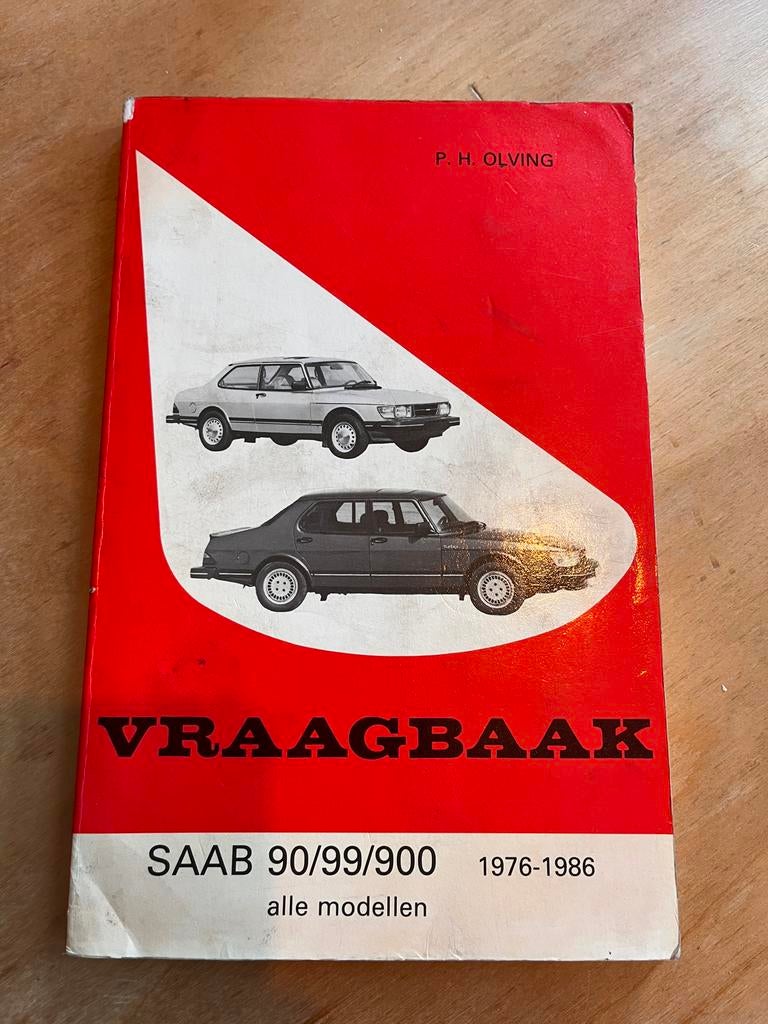 P. H. OLVING
VRAAGBAAK
SAAB 90/99/900 1976-1986
alle modellen